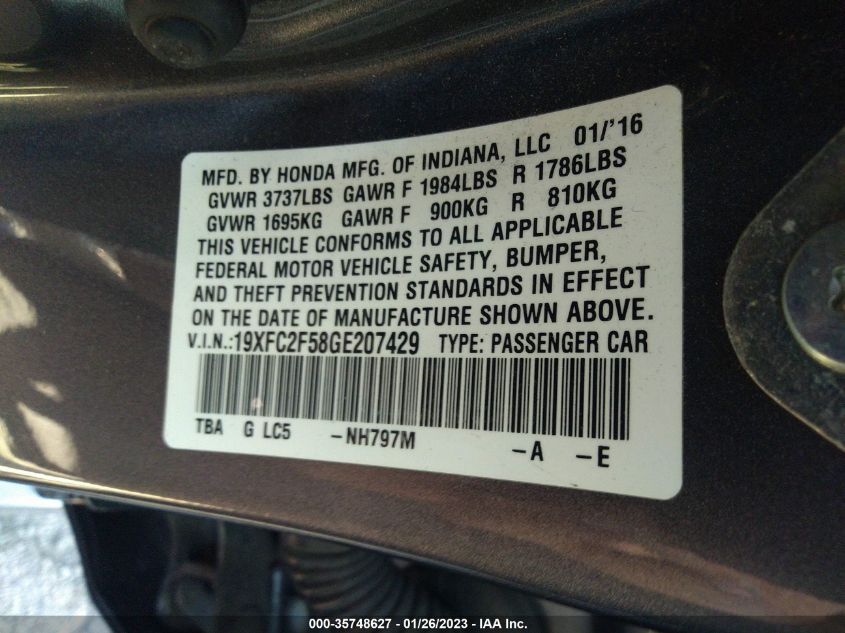 MFD. BY HONDA MFG. OF INDIANA, LLC 01/'16
GVWR 3737LBS GAWR F 1984LBS R 1786LBS
GVWR 1695KG GAWR F 900KG R 810KG
THIS VEHICLE CONFORMS TO ALL APPLICABLE
FEDERAL MOTOR VEHICLE SAFETY, BUMPER,
AND THEFT PREVENTION STANDARDS IN EFFECT
ON THE DATE OF MANUFACTURE SHOWN ABOVE.
V.I.N.:19XFC2F58GE207429 TYPE: PASSENGER CAR
TBA G LC5 -NH797M -A -E
000-35748627 - 01/26/2023 - IAA Inc.